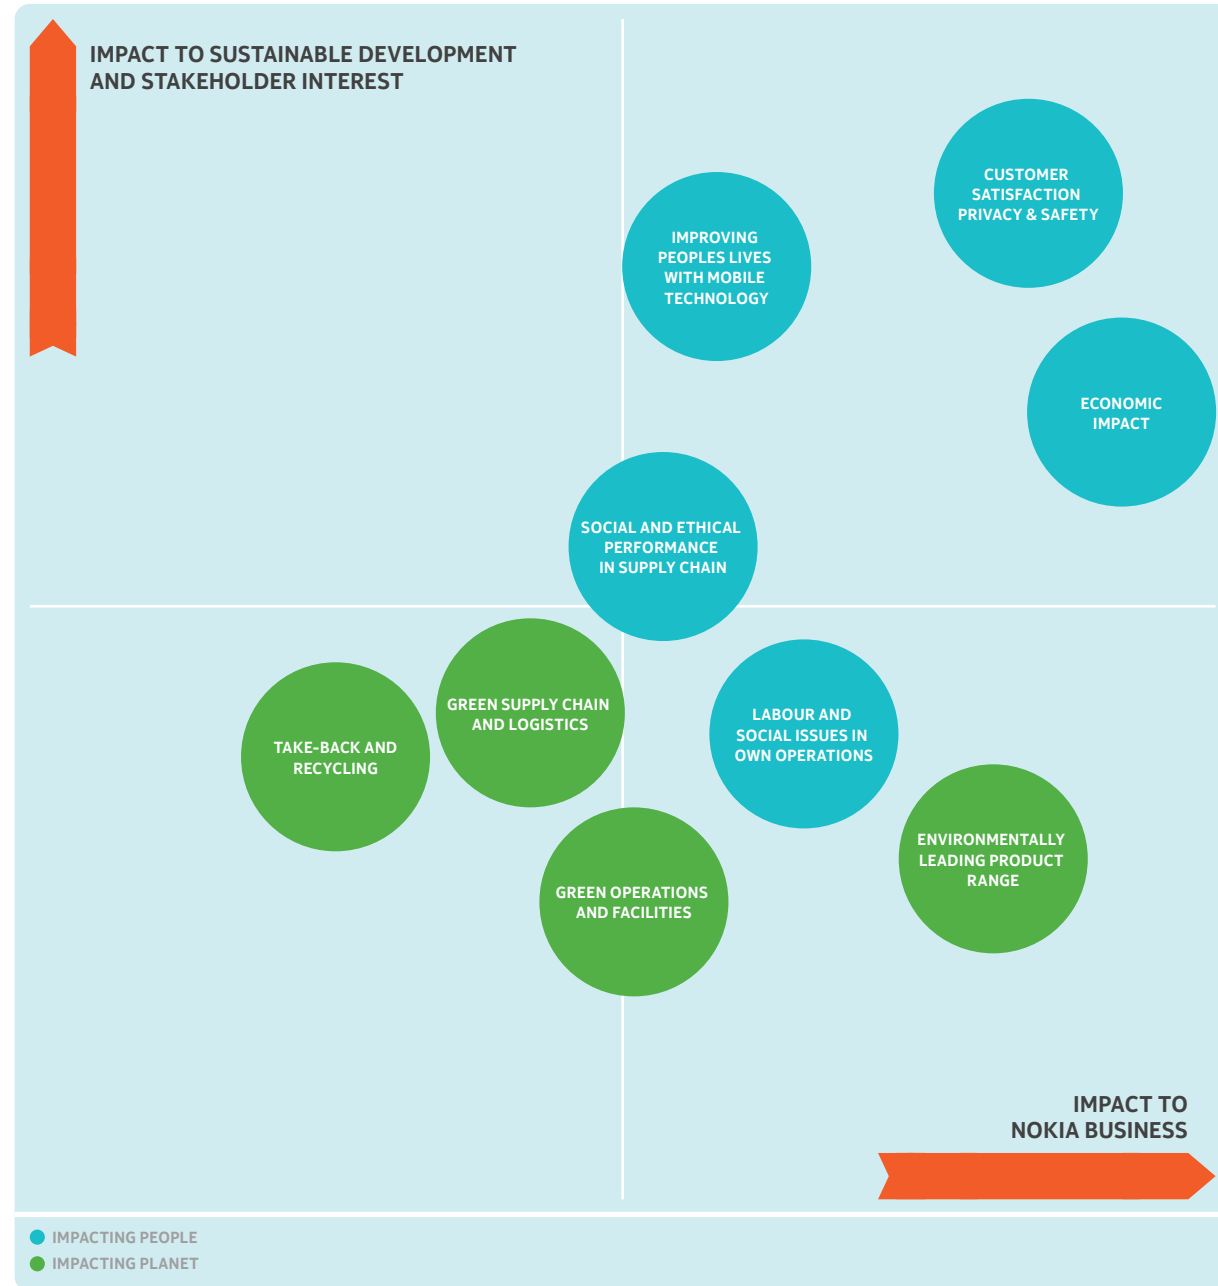 IMPACT TO SUSTAINABLE DEVELOPMENT
AND STAKEHOLDER INTEREST
CUSTOMER
SATISFACTION
PRIVACY & SAFETY
IMPROVING
PEOPLES LIVES
WITH MOBILE
TECHNOLOGY
ECONOMIC
IMPACT
SOCIAL AND ETHICAL
PERFORMANCE
IN SUPPLY CHAIN
GREEN SUPPLY CHAIN
AND LOGISTICS
LABOUR AND
SOCIAL ISSUES IN
OWN OPERATIONS
TAKE-BACK AND
RECYCLING
ENVIRONMENTALLY
LEADING PRODUCT
RANGE
GREEN OPERATIONS
AND FACILITIES
IMPACT TO
NOKIA BUSINESS
IMPACTING PEOPLE
IMPACTING PLANET